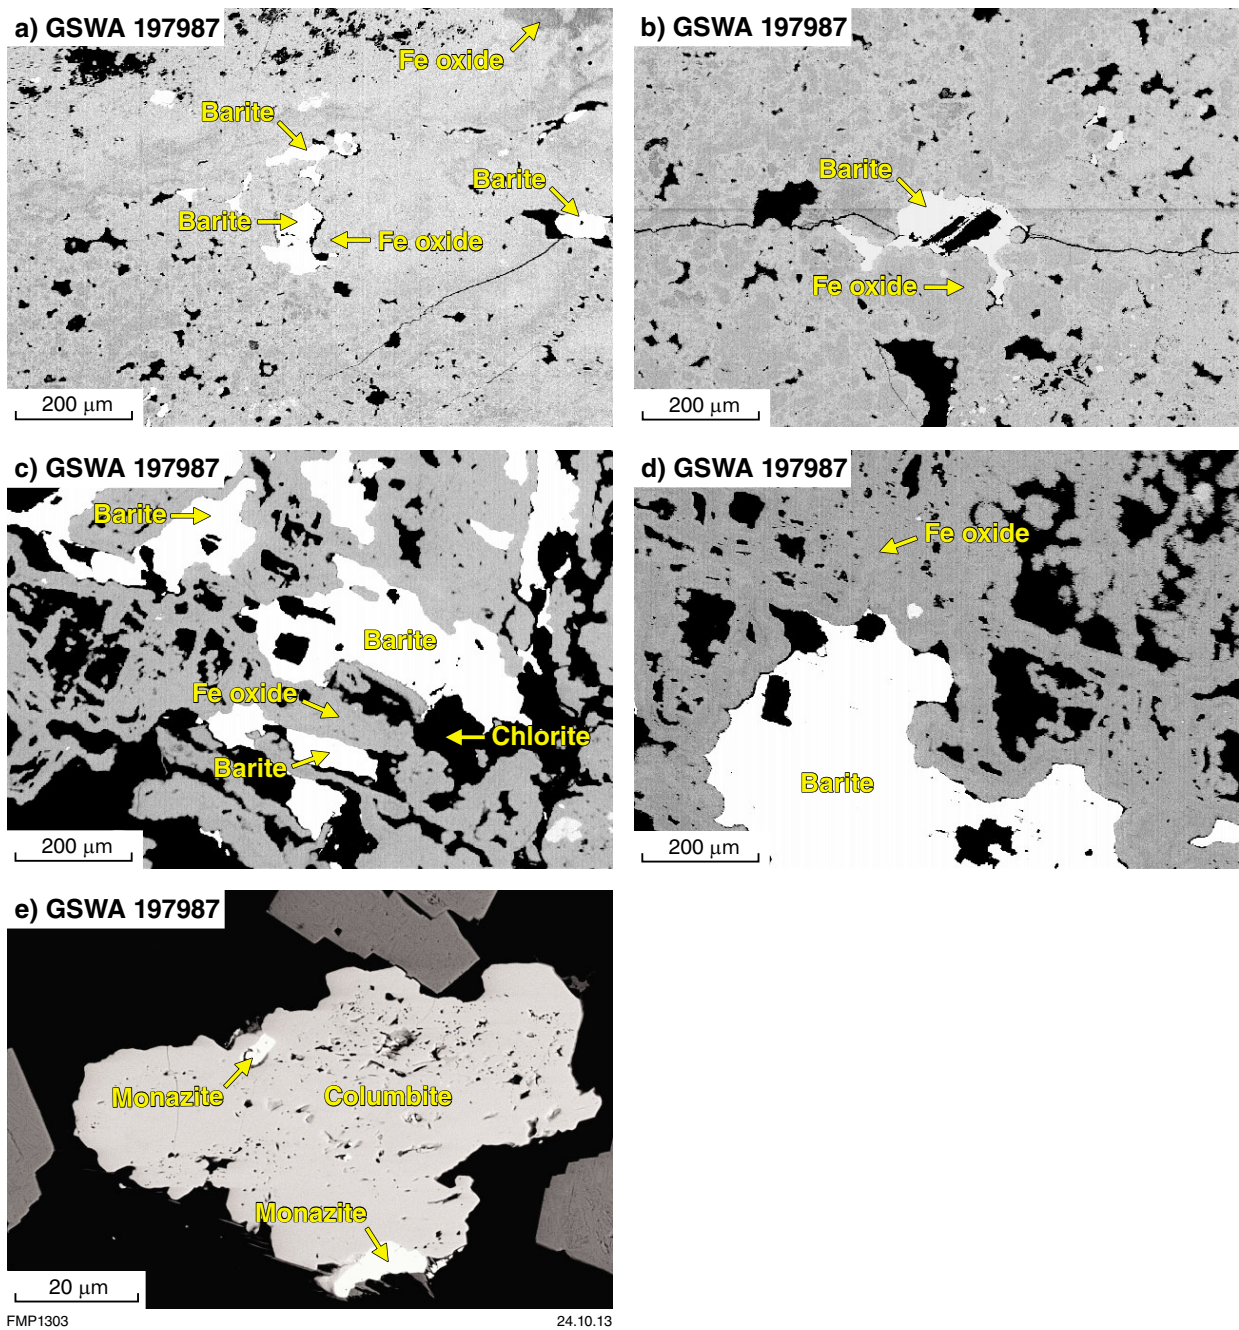 a) GSWA 197987
Fe oxide
Barite
Barite
Barite
Fe oxide
200 μm
b) GSWA 197987
Barite
Fe oxide
200 μm
c) GSWA 197987
Barite
Barite
Fe oxide
Chlorite
Barite
200 μm
d) GSWA 197987
Fe oxide
Barite
200 μm
e) GSWA 197987
Monazite
Columbite
Monazite
20 μm
FMP1303
24.10.13